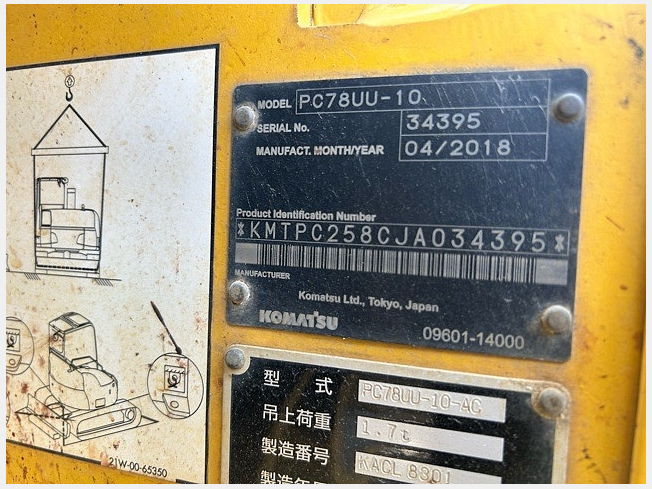 MODEL PC78UU-10
SERIAL No. 34395
MANUFACT. MONTH/YEAR 04/2018
Product Identification Number
*KMTPC258CJA034395*
MANUFACTURER
Komatsu Ltd., Tokyo, Japan
KOMATSU 09601-14000
型 式 PC78UU-10-AC
吊上荷重 1.7t
製造番号 KACL 8301
21W-00-65350